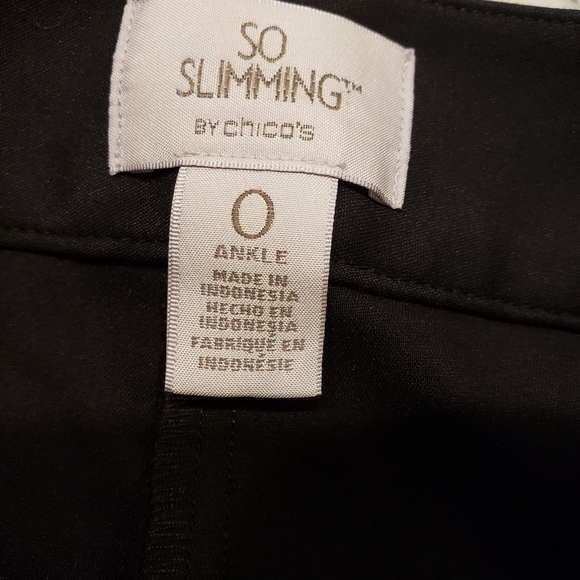 SO
SLIMMING™
BY chico's
0
ANKLE
MADE IN
INDONESIA
HECHO EN
INDONESIA
FABRIQUÉ EN
INDONÉSIE